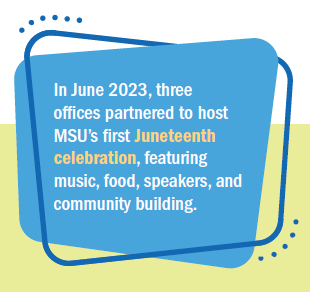 In June 2023, three
offices partnered to host
MSU's first Juneteenth
celebration, featuring
music, food, speakers, and
community building.